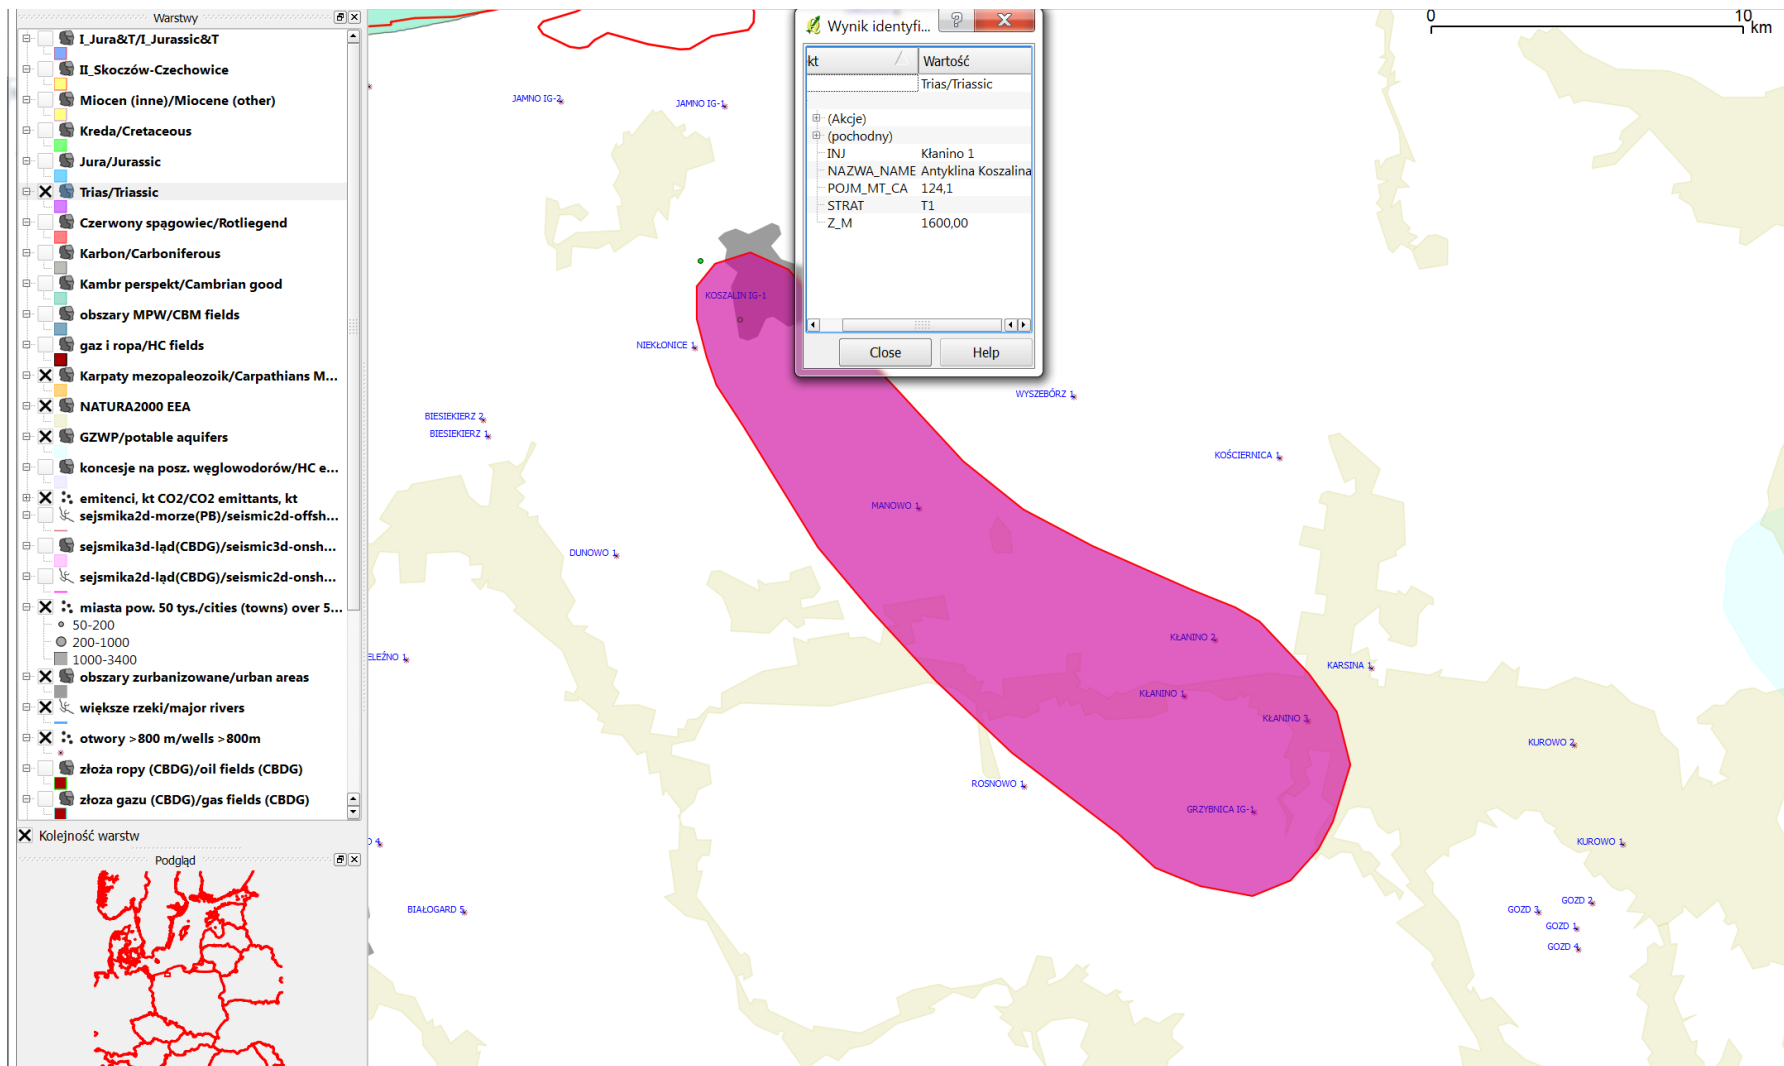 Warstwy
I_Jura&T/I_Jurassic&T
II_Skoczów-Czechowice
Miocen (inne)/Miocene (other)
Kreda/Cretaceous
Jura/Jurassic
Trias/Triassic
Czerwony spągowiec/Rotliegend
Karbon/Carboniferous
Kambr perspekt/Cambrian good
obszary MPW/CBM fields
gaz i ropa/HC fields
Karpaty mezopaleozoik/Carpathians M...
NATURA2000 EEA
GZWP/potable aquifers
koncesje na posz. węglowodorów/HC e...
emitenci, kt CO2/CO2 emittants, kt
sejsmika2d-morze(PB)/seismic2d-offsh...
sejsmika3d-ląd(CBDG)/seismic3d-onsh...
sejsmika2d-ląd(CBDG)/seismic2d-onsh...
miasta pow. 50 tys./cities (towns) over 5...
50-200
200-1000
1000-3400
obszary zurbanizowane/urban areas
większe rzeki/major rivers
otwory >800 m/wells >800m
złoża ropy (CBDG)/oil fields (CBDG)
złoza gazu (CBDG)/gas fields (CBDG)
Kolejność warstw
Podgląd
Wynik identyfi...
kt Wartość
Trias/Triassic
(Akcje)
(pochodny)
INJ Kłanino 1
NAZWA_NAME Antyklina Koszalina
POJM_MT_CA 124,1
STRAT T1
Z_M 1600,00
Close Help
0 10
km
JAMNO IG-2
JAMNO IG-1
KOSZALIN IG-1
NIEKŁONICE 1
WYSZEBÓRZ 1
BIESIEKIERZ 2
BIESIEKIERZ 1
KOŚCIERNICA 1
MANOWO 1
DUNOWO 1
KŁANINO 2
ELEŹNO 1
KARSINA 1
KŁANINO 1
KŁANINO 3
KUROWO 2
ROSNOWO 1
GRZYBNICA IG-1
4
KUROWO 1
BIAŁOGARD 5
GOZD 2
GOZD 3
GOZD 1
GOZD 4